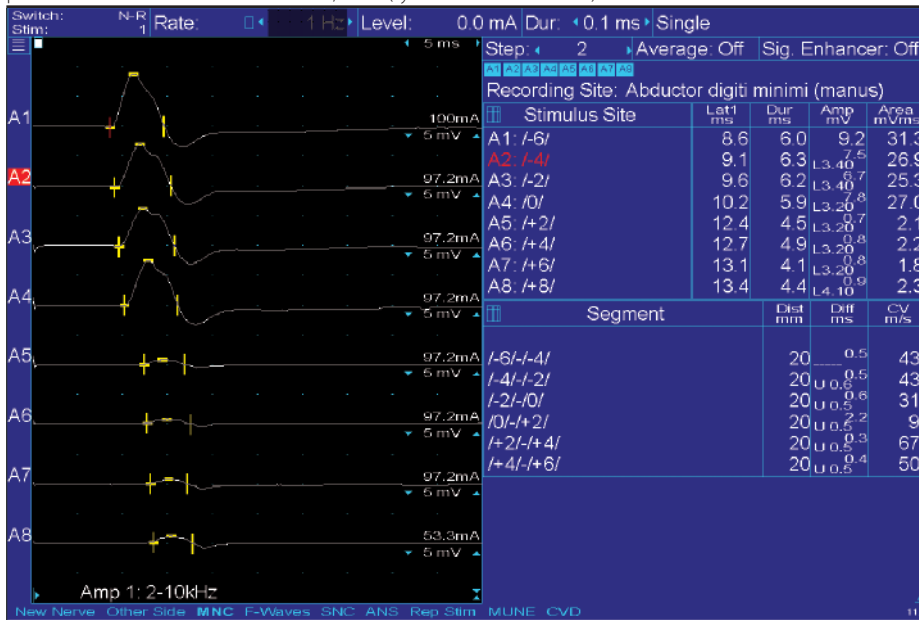 Switch: N-R
Stim: 1
Rate: 1 Hz Level: 0.0 mA Dur: 0.1 ms Single
5 ms
Step: 2 Average: Off Sig. Enhancer: Off
A1 A2 A3 A4 A5 A6 A7 A8
Recording Site: Abductor digiti minimi (manus)
Stimulus Site Lat1 ms Dur ms Amp mV Area mVms
A1: /-6/ 8.6 6.0 9.2 31.3
A2: /-4/ 9.1 6.3 L3.40 7.5 26.9
A3: /-2/ 9.6 6.2 L3.40 6.7 25.3
A4: /0/ 10.2 5.9 L3.20 7.8 27.0
A5: /+2/ 12.4 4.5 L3.20 0.7 2.1
A6: /+4/ 12.7 4.9 L3.20 0.8 2.2
A7: /+6/ 13.1 4.1 L3.20 0.8 1.8
A8: /+8/ 13.4 4.4 L4.10 0.9 2.3
Segment Dist mm Diff ms CV m/s
/-6/-/-4/ 20 0.5 43
/-4/-/-2/ 20 U 0.6 0.5 43
/-2/-/0/ 20 U 0.5 0.6 31
/0/-/+2/ 20 U 0.5 2.2 9
/+2/-/+4/ 20 U 0.5 0.3 67
/+4/-/+6/ 20 U 0.5 0.4 50
A1 100mA
5 mV
A2 97.2mA
5 mV
A3 97.2mA
5 mV
A4 97.2mA
5 mV
A5 97.2mA
5 mV
A6 97.2mA
5 mV
A7 97.2mA
5 mV
A8 53.3mA
5 mV
Amp 1: 2-10kHz
New Nerve Other Side MNC F-Waves SNC ANS Rep Stim MUNE CVD